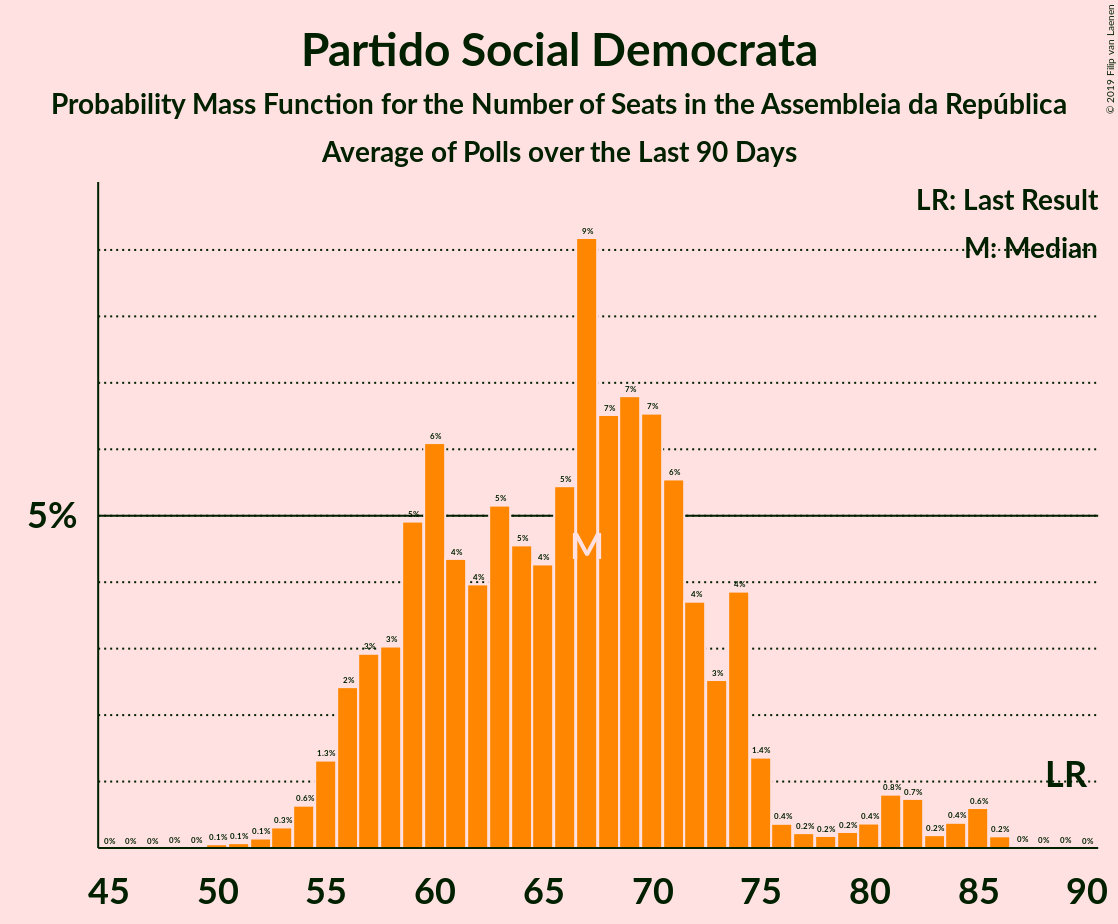 Partido Social Democrata
Probability Mass Function for the Number of Seats in the Assembleia da República
Average of Polls over the Last 90 Days
© 2019 Filip van Laenen
LR: Last Result
M: Median
5%
0% 0% 0% 0% 0% 0.1% 0.1% 0.1% 0.3% 0.6% 1.3% 2% 3% 3% 5% 6% 4% 4% 5% 5% 4% 5% 9% 7% 7% 7% 6% 4% 3% 4% 1.4% 0.4% 0.2% 0.2% 0.2% 0.4% 0.8% 0.7% 0.2% 0.4% 0.6% 0.2% 0% 0% 0% 0%
M
LR
45 50 55 60 65 70 75 80 85 90